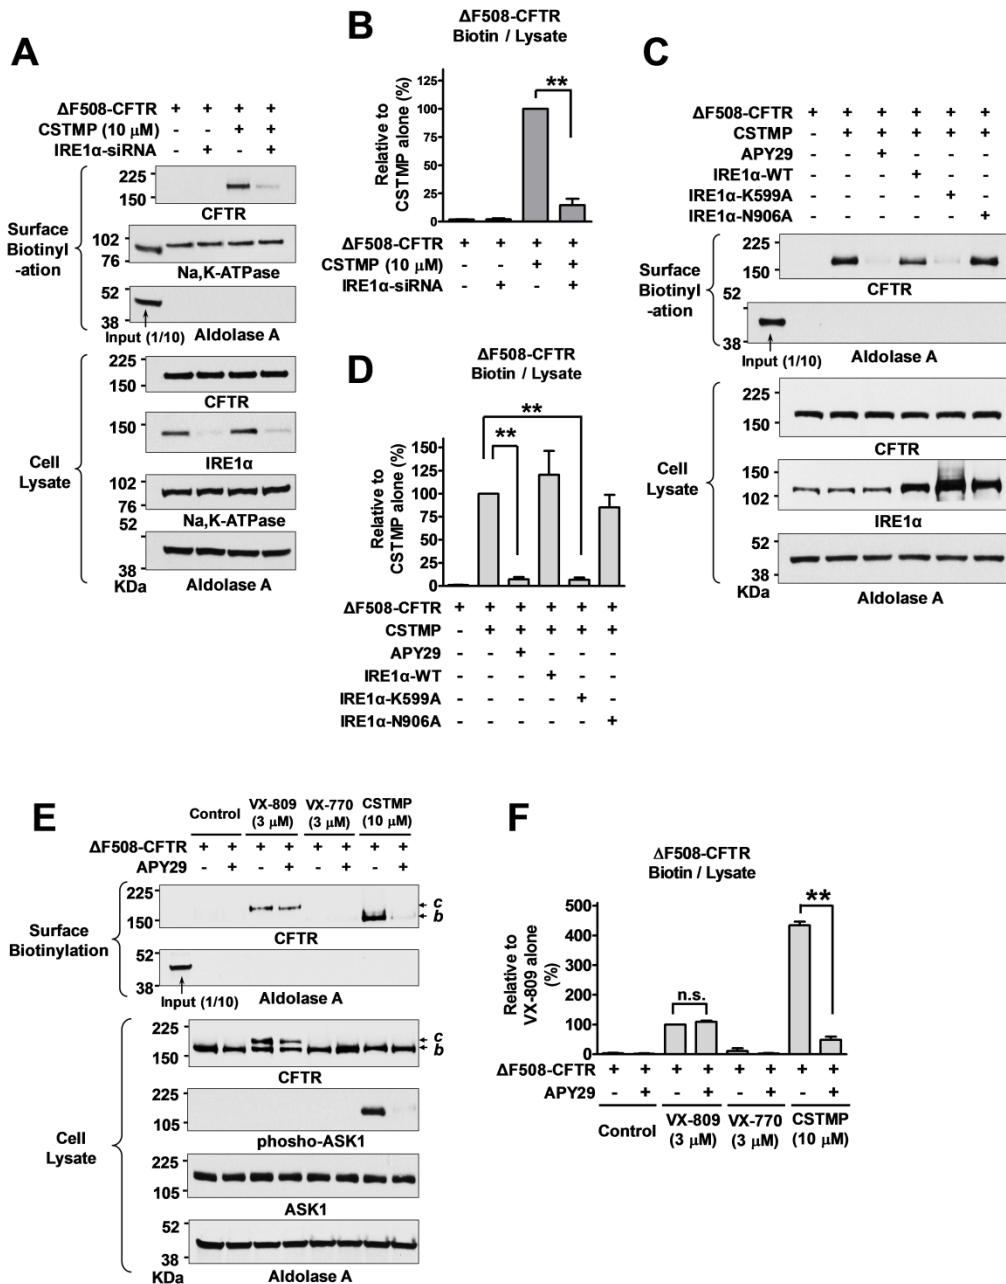 A
ΔF508-CFTR + + + +
CSTMP (10 μM) - - + +
IRE1α-siRNA - + - +
Surface
Biotinyl
-ation
225
150
CFTR
102
76
Na,K-ATPase
52
38
Input (1/10)
Aldolase A
Cell
Lysate
225
150
CFTR
150
IRE1α
102
76
Na,K-ATPase
52
38
KDa
Aldolase A
B
ΔF508-CFTR
Biotin / Lysate
Relative to
CSTMP alone (%)
125
100
75
50
25
0
**
ΔF508-CFTR + + + +
CSTMP (10 μM) - - + +
IRE1α-siRNA - + - +
C
ΔF508-CFTR + + + + + +
CSTMP - + + + + +
APY29 - - + - - -
IRE1α-WT - - - + - -
IRE1α-K599A - - - - + -
IRE1α-N906A - - - - - +
Surface
Biotinyl
-ation
225
150
CFTR
52
38
Input (1/10)
Aldolase A
Cell
Lysate
225
150
CFTR
150
102
IRE1α
52
38
KDa
Aldolase A
D
ΔF508-CFTR
Biotin / Lysate
Relative to
CSTMP alone (%)
150
125
100
75
50
25
0
**
**
ΔF508-CFTR + + + + + +
CSTMP - + + + + +
APY29 - - + - - -
IRE1α-WT - - - + - -
IRE1α-K599A - - - - + -
IRE1α-N906A - - - - - +
E
Control VX-809 (3 μM) VX-770 (3 μM) CSTMP (10 μM)
ΔF508-CFTR + + + + + + + +
APY29 - + - + - + - +
Surface
Biotinylation
225
150
c
b
CFTR
52
38
Input (1/10)
Aldolase A
Cell
Lysate
225
150
c
b
CFTR
225
105
phosho-ASK1
225
105
ASK1
52
38
KDa
Aldolase A
F
ΔF508-CFTR
Biotin / Lysate
Relative to
VX-809 alone
(%)
500
400
300
200
100
0
n.s.
**
ΔF508-CFTR + + + + + + + +
APY29 - + - + - + - +
Control VX-809 (3 μM) VX-770 (3 μM) CSTMP (10 μM)